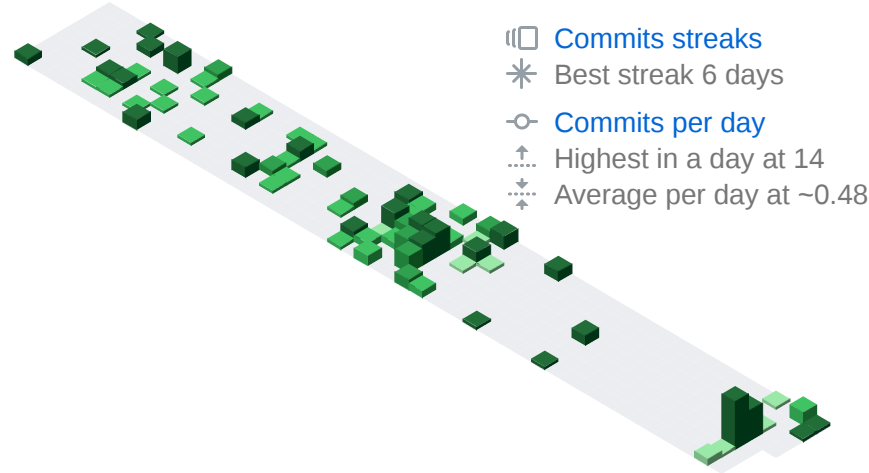 Commits streaks
Best streak 6 days
Commits per day
Highest in a day at 14
Average per day at ~0.48